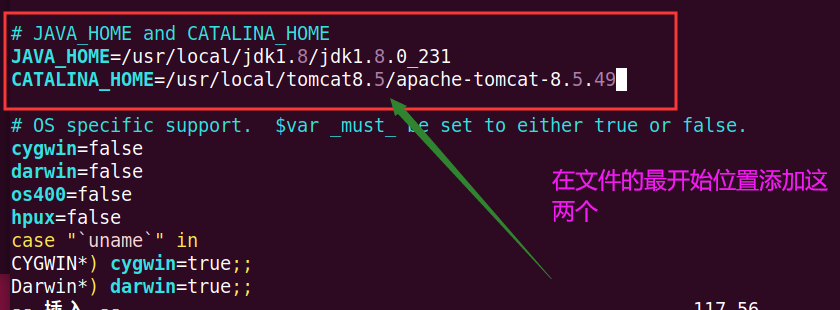 # JAVA_HOME and CATALINA_HOME
JAVA_HOME=/usr/local/jdk1.8/jdk1.8.0_231
CATALINA_HOME=/usr/local/tomcat8.5/apache-tomcat-8.5.49
# OS specific support.  $var _must_ be set to either true or false.
cygwin=false
darwin=false
os400=false
hpux=false
case "`uname`" in
CYGWIN*) cygwin=true;;
Darwin*) darwin=true;;
在文件的最开始位置添加这
两个
-- 插入 --
117,56